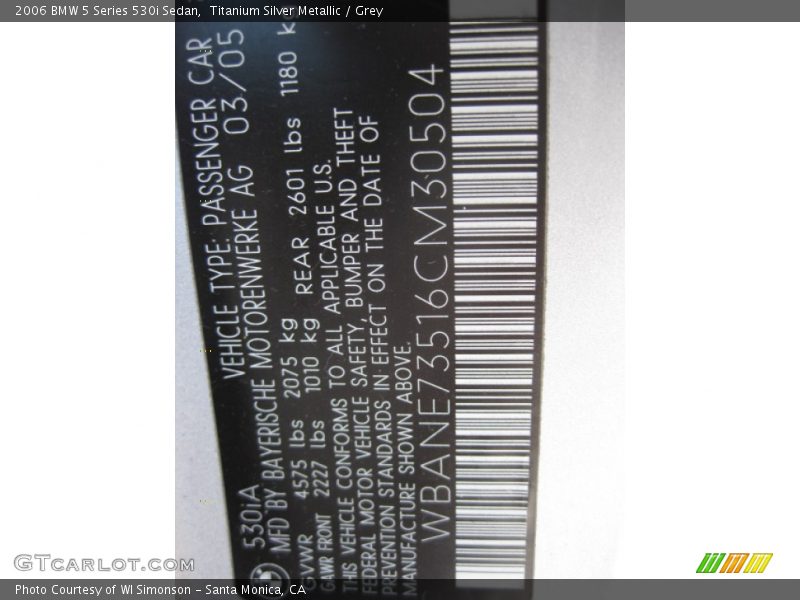 2006 BMW 5 Series 530i Sedan,  Titanium Silver Metallic / Grey
530iA VEHICLE TYPE: PASSENGER CAR
MFD BY BAYERISCHE MOTORENWERKE AG 03/05
GVWR 4575 lbs 2075 kg
GAWR FRONT 2227 lbs 1010 kg REAR 2601 lbs 1180 kg
THIS VEHICLE CONFORMS TO ALL APPLICABLE U.S.
FEDERAL MOTOR VEHICLE SAFETY, BUMPER AND THEFT
PREVENTION STANDARDS IN EFFECT ON THE DATE OF
MANUFACTURE SHOWN ABOVE.
WBANE73516CM30504
GTCARLOT.COM
Photo Courtesy of WI Simonson – Santa Monica, CA